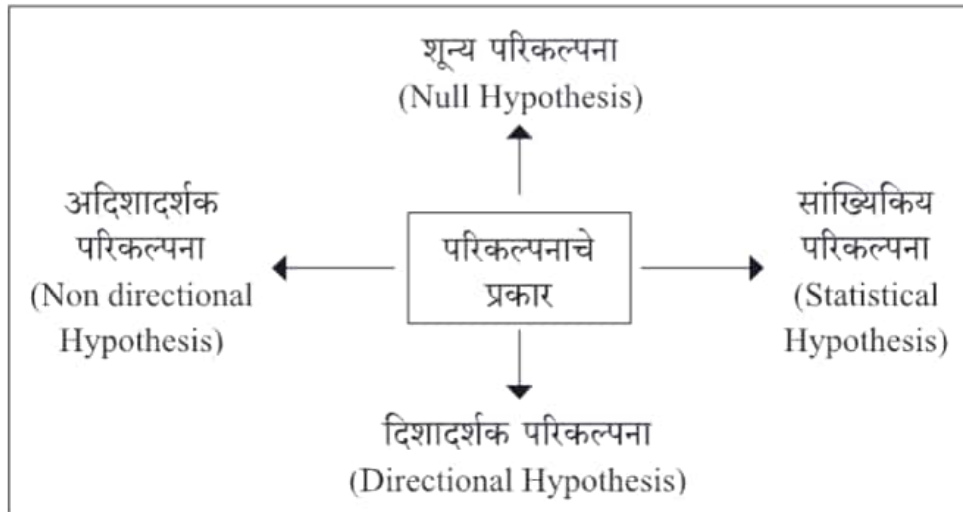 शून्य परिकल्पना
(Null Hypothesis)
अदिशादर्शक
परिकल्पना
(Non directional
Hypothesis)
परिकल्पनाचे
प्रकार
सांख्यिकिय
परिकल्पना
(Statistical
Hypothesis)
दिशादर्शक परिकल्पना
(Directional Hypothesis)